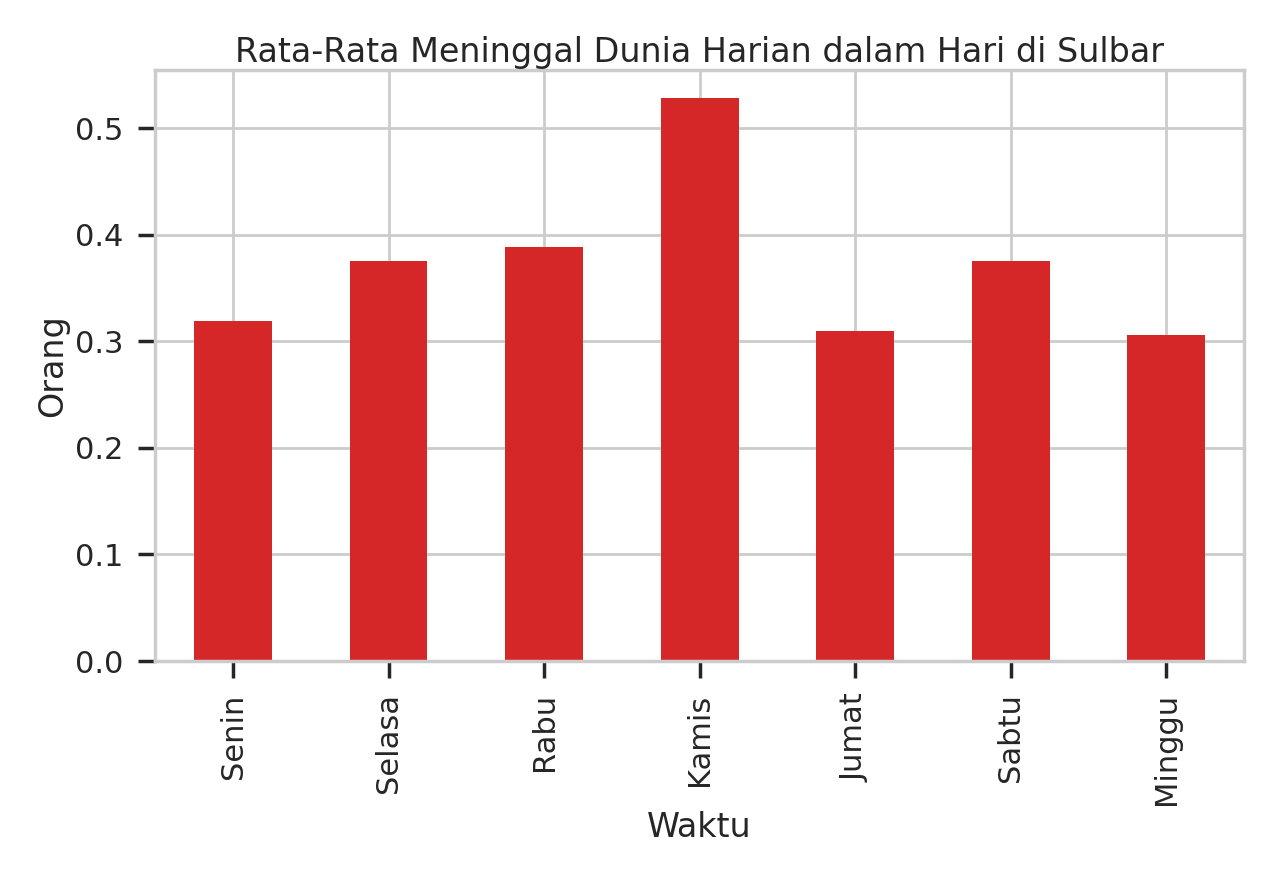 Rata-Rata Meninggal Dunia Harian dalam Hari di Sulbar
0.5
0.4
0.3
0.2
0.1
0.0
Orang
Senin
Selasa
Rabu
Kamis
Jumat
Sabtu
Minggu
Waktu